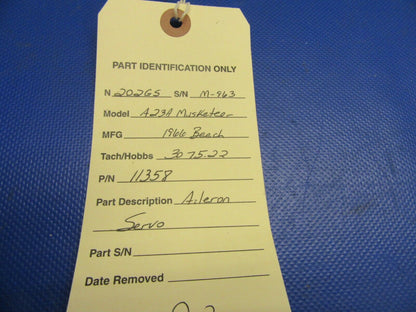 PART IDENTIFICATION ONLY
N 202GS S/N M-963
Model A23A Musketeer
MFG 1966 Beech
Tach/Hobbs 3075.22
P/N 11358
Part Description Aileron
Servo
Part S/N
Date Removed